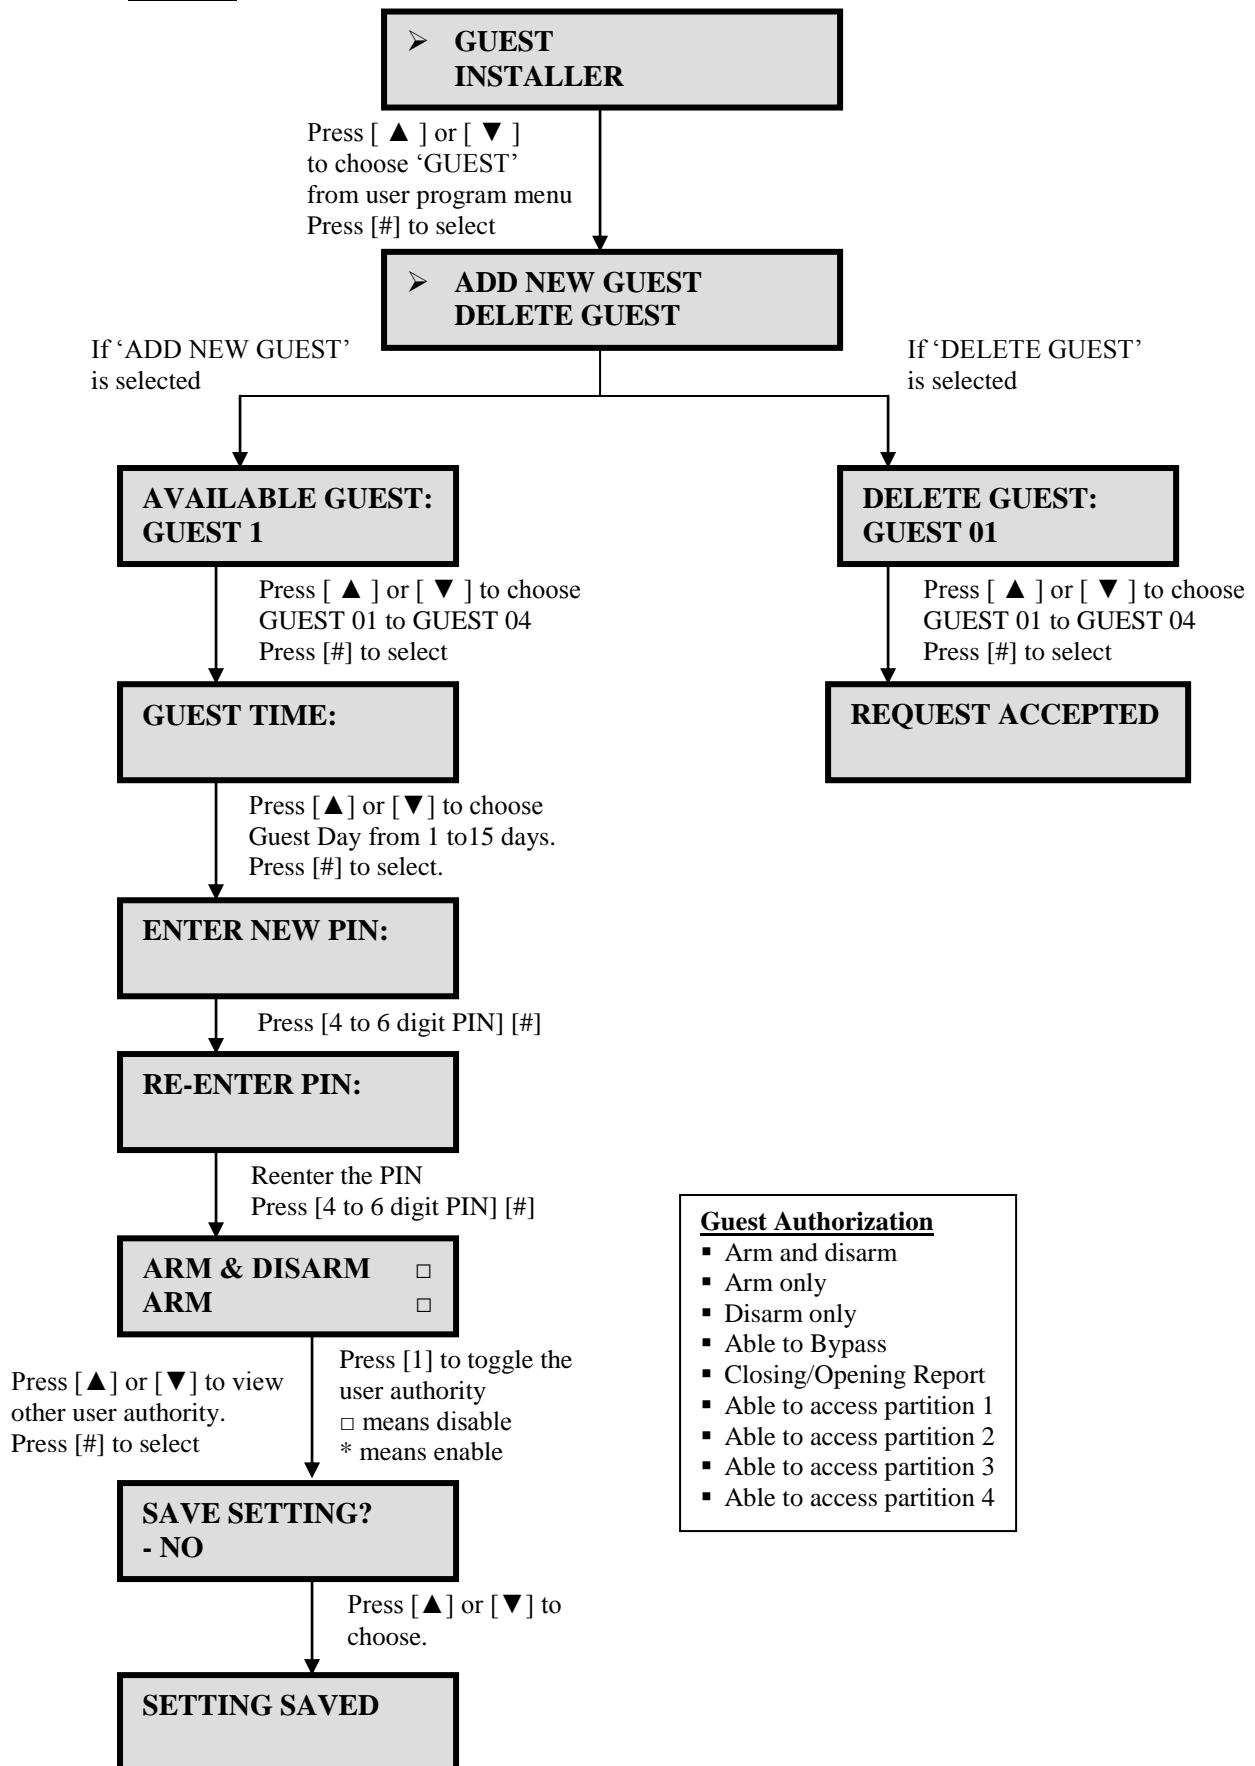 ➢ GUEST
INSTALLER
Press [ ▲ ] or [ ▼ ]
to choose ‘GUEST’
from user program menu
Press [#] to select
➢ ADD NEW GUEST
DELETE GUEST
If ‘ADD NEW GUEST’
is selected
If ‘DELETE GUEST’
is selected
AVAILABLE GUEST:
GUEST 1
Press [ ▲ ] or [ ▼ ] to choose
GUEST 01 to GUEST 04
Press [#] to select
GUEST TIME:
Press [▲] or [▼] to choose
Guest Day from 1 to15 days.
Press [#] to select.
ENTER NEW PIN:
Press [4 to 6 digit PIN] [#]
RE-ENTER PIN:
Reenter the PIN
Press [4 to 6 digit PIN] [#]
ARM & DISARM □
ARM □
Press [▲] or [▼] to view
other user authority.
Press [#] to select
Press [1] to toggle the
user authority
□ means disable
* means enable
SAVE SETTING?
- NO
Press [▲] or [▼] to
choose.
SETTING SAVED
DELETE GUEST:
GUEST 01
Press [ ▲ ] or [ ▼ ] to choose
GUEST 01 to GUEST 04
Press [#] to select
REQUEST ACCEPTED
Guest Authorization
▪ Arm and disarm
▪ Arm only
▪ Disarm only
▪ Able to Bypass
▪ Closing/Opening Report
▪ Able to access partition 1
▪ Able to access partition 2
▪ Able to access partition 3
▪ Able to access partition 4